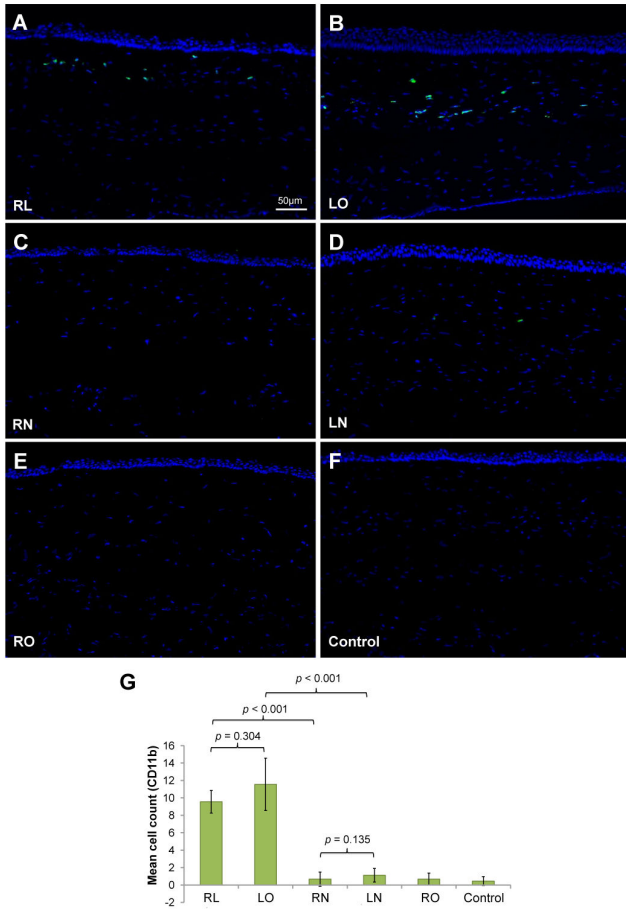 A
B
50μm
RL
LO
C
D
RN
LN
E
F
RO
Control
G
p < 0.001
p < 0.001
p = 0.304
p = 0.135
Mean cell count (CD11b)
16
14
12
10
8
6
4
2
0
RL LO RN LN RO Control